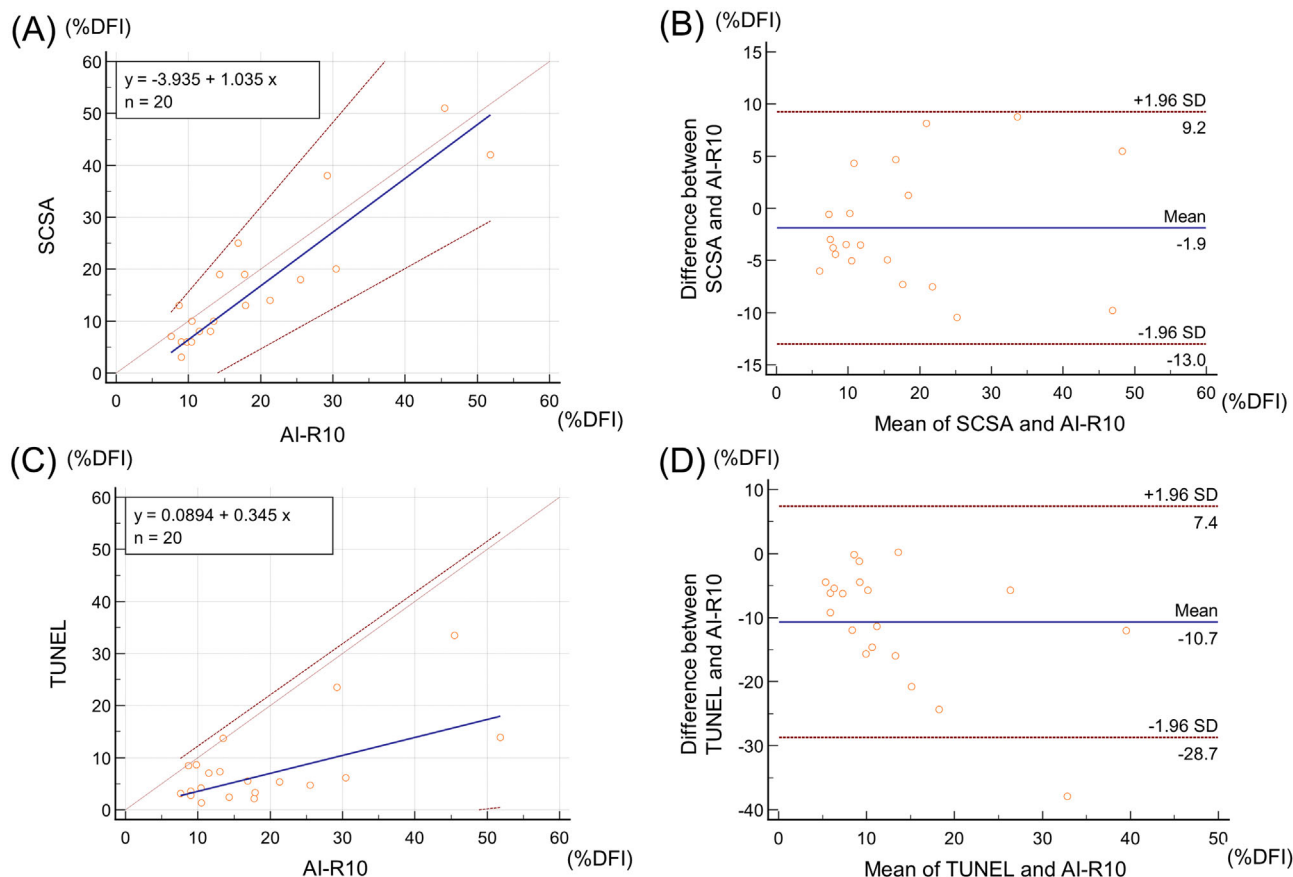 (A) (%DFI)
60
50
40
30
20
10
0
SCSA
y = -3.935 + 1.035 x
n = 20
0 10 20 30 40 50 60
(%DFI)
AI-R10
(B) (%DFI)
15
10
5
0
-5
-10
-15
Difference between
SCSA and AI-R10
+1.96 SD
9.2
Mean
-1.9
-1.96 SD
-13.0
0 10 20 30 40 50 60
(%DFI)
Mean of SCSA and AI-R10
(C) (%DFI)
60
50
40
30
20
10
0
TUNEL
y = 0.0894 + 0.345 x
n = 20
0 10 20 30 40 50 60
(%DFI)
AI-R10
(D) (%DFI)
10
0
-10
-20
-30
-40
Difference between
TUNEL and AI-R10
+1.96 SD
7.4
Mean
-10.7
-1.96 SD
-28.7
0 10 20 30 40 50
(%DFI)
Mean of TUNEL and AI-R10